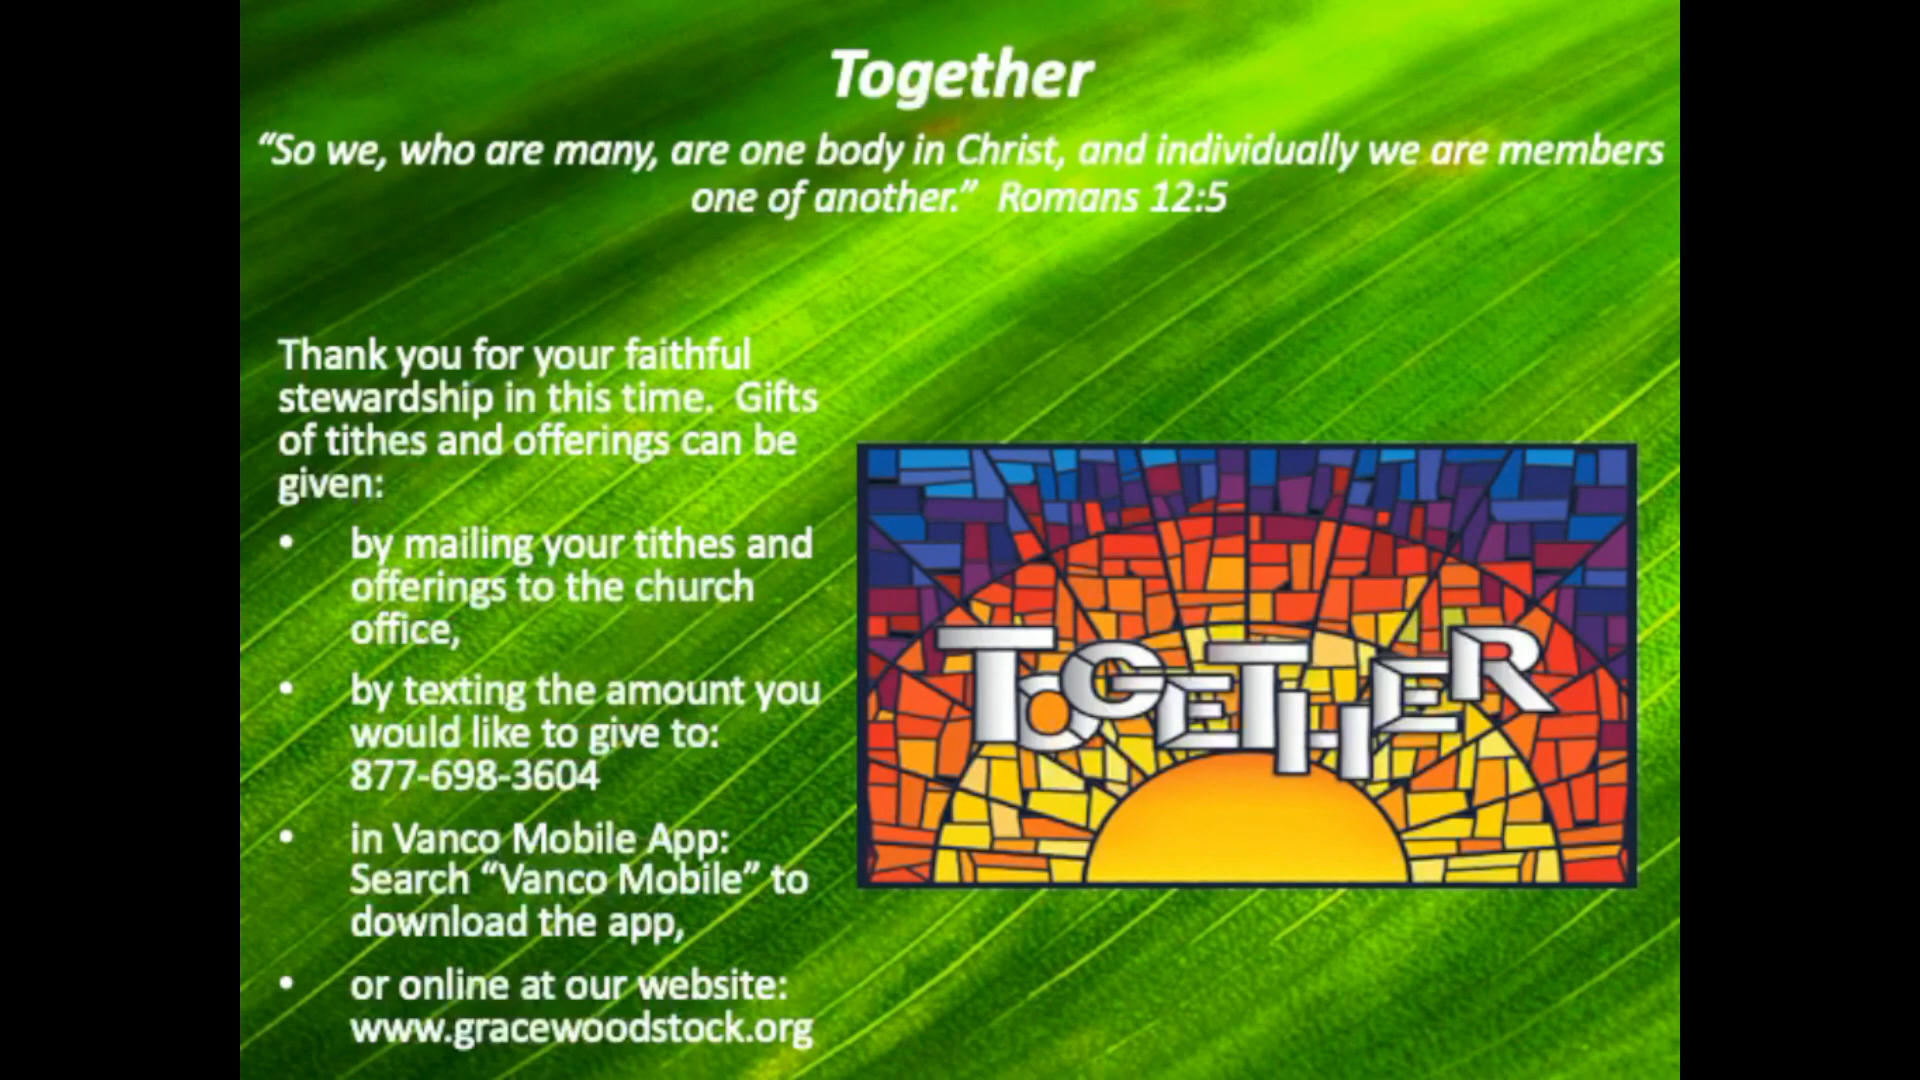 Together
“So we, who are many, are one body in Christ, and individually we are members
one of another.”  Romans 12:5
Thank you for your faithful
stewardship in this time.  Gifts
of tithes and offerings can be
given:
• by mailing your tithes and
offerings to the church
office,
• by texting the amount you
would like to give to:
877-698-3604
• in Vanco Mobile App:
Search “Vanco Mobile” to
download the app,
• or online at our website:
www.gracewoodstock.org
TOGETHER